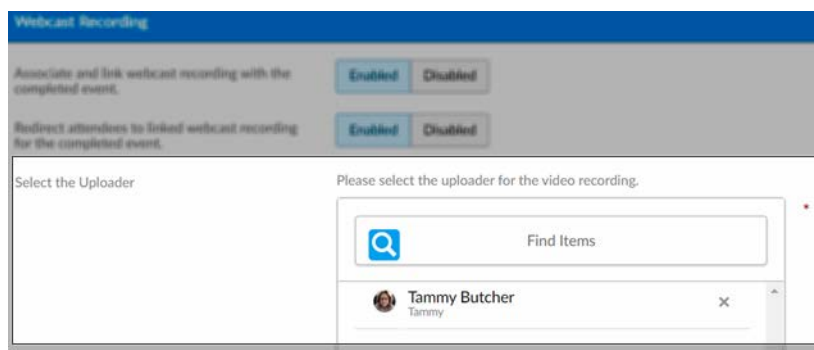 Webcast Recording
Associate and link webcast recording with the
completed event.
Enabled Disabled
Redirect attendees to linked webcast recording
for the completed event.
Enabled Disabled
Select the Uploader
Please select the uploader for the video recording.
*
Find Items
Tammy Butcher
Tammy